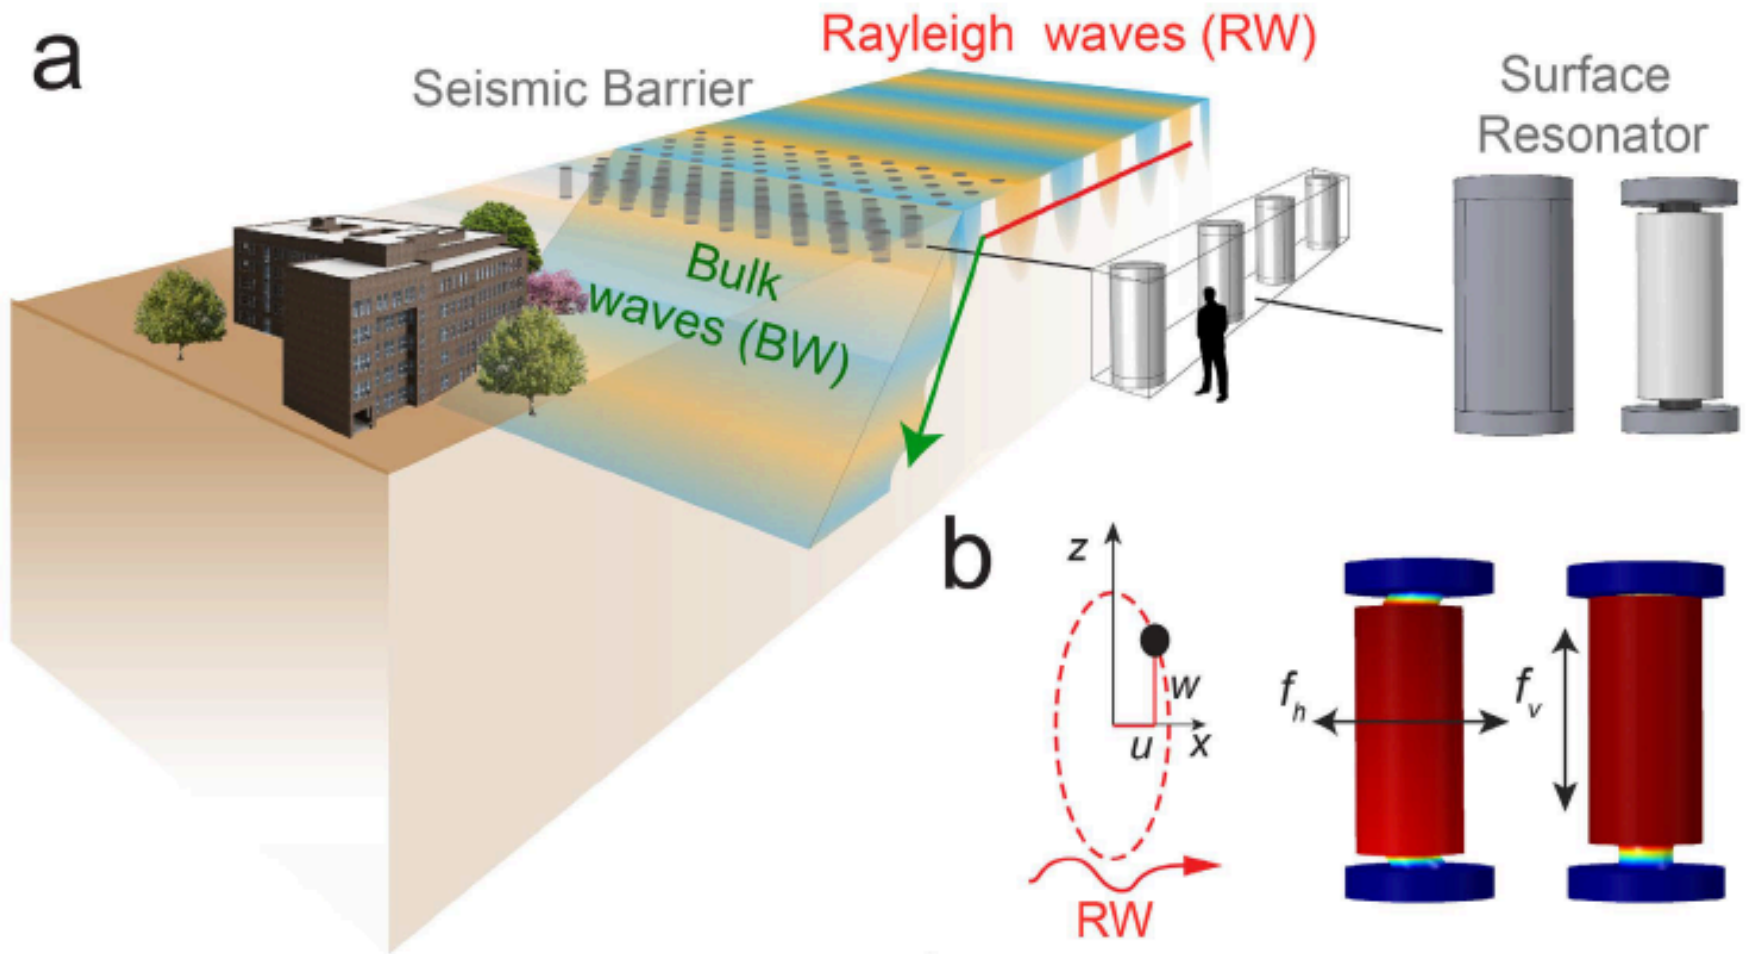 a
Seismic Barrier
Rayleigh waves (RW)
Surface
Resonator
Bulk
waves (BW)
b
z
w
u
x
RW
f_h
f_v